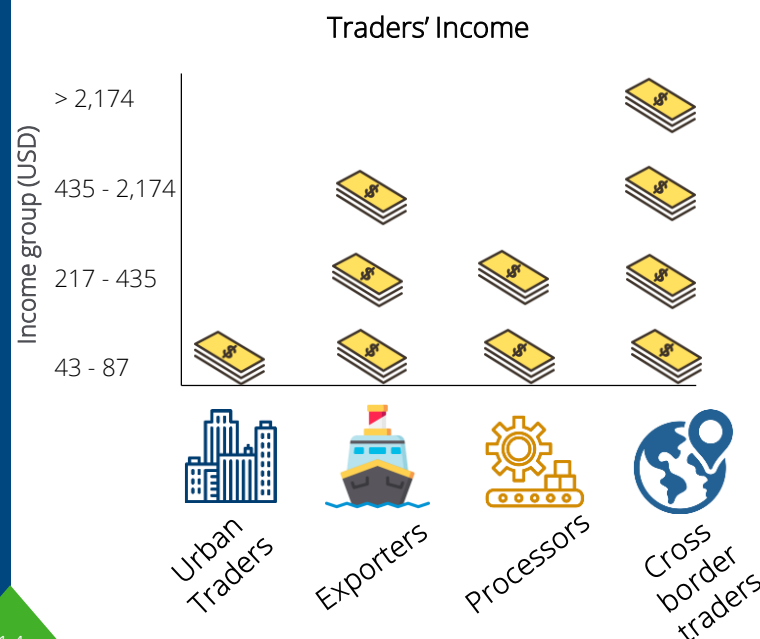 Traders’ Income
Income group (USD)
> 2,174
435 - 2,174
217 - 435
43 - 87
Urban
Traders
Exporters
Processors
Cross
border
traders